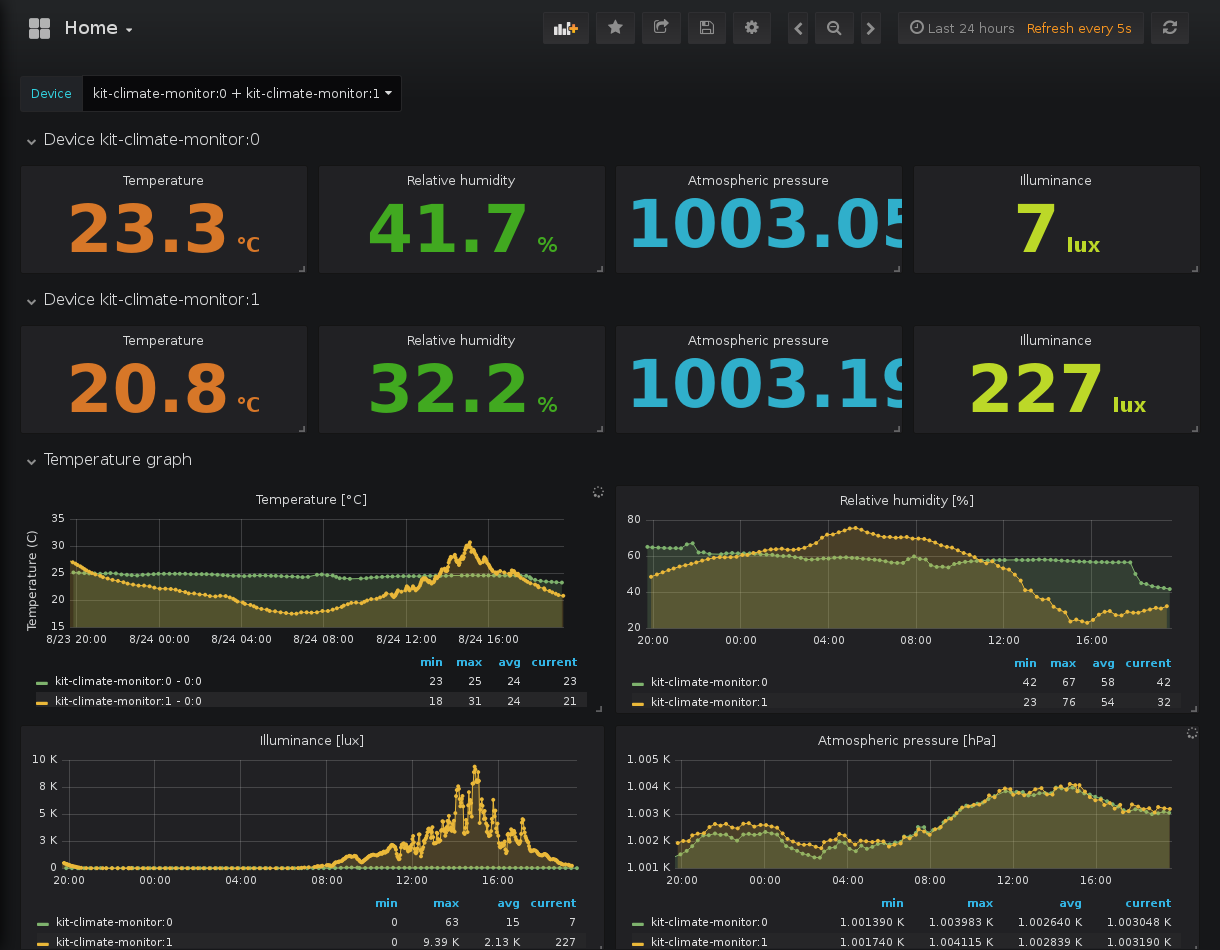 Home
Last 24 hours Refresh every 5s
Device kit-climate-monitor:0 + kit-climate-monitor:1
Device kit-climate-monitor:0
Temperature Relative humidity Atmospheric pressure Illuminance
23.3 °C 41.7 % 1003.05 7 lux
Device kit-climate-monitor:1
Temperature Relative humidity Atmospheric pressure Illuminance
20.8 °C 32.2 % 1003.19 227 lux
Temperature graph
Temperature [°C]
Temperature (C)
35
30
25
20
15
8/23 20:00 8/24 00:00 8/24 04:00 8/24 08:00 8/24 12:00 8/24 16:00
min max avg current
kit-climate-monitor:0 - 0:0 23 25 24 23
kit-climate-monitor:1 - 0:0 18 31 24 21
Relative humidity [%]
80
60
40
20
20:00 00:00 04:00 08:00 12:00 16:00
min max avg current
kit-climate-monitor:0 42 67 58 42
kit-climate-monitor:1 23 76 54 32
Illuminance [lux]
10 K
8 K
5 K
3 K
0
20:00 00:00 04:00 08:00 12:00 16:00
min max avg current
kit-climate-monitor:0 0 63 15 7
kit-climate-monitor:1 0 9.39 K 2.13 K 227
Atmospheric pressure [hPa]
1.005 K
1.004 K
1.003 K
1.002 K
1.001 K
20:00 00:00 04:00 08:00 12:00 16:00
min max avg current
kit-climate-monitor:0 1.001390 K 1.003983 K 1.002640 K 1.003048 K
kit-climate-monitor:1 1.001740 K 1.004115 K 1.002839 K 1.003190 K